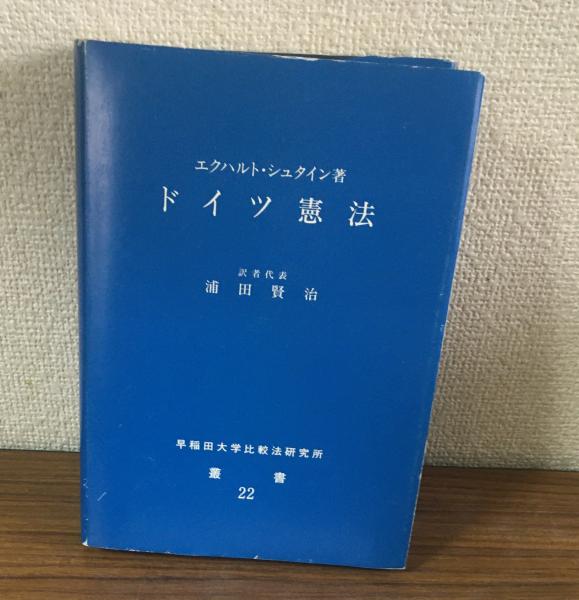 エクハルト・シュタイン著
ドイツ憲法
訳者代表
浦田賢治
早稲田大学比較法研究所
叢書
22